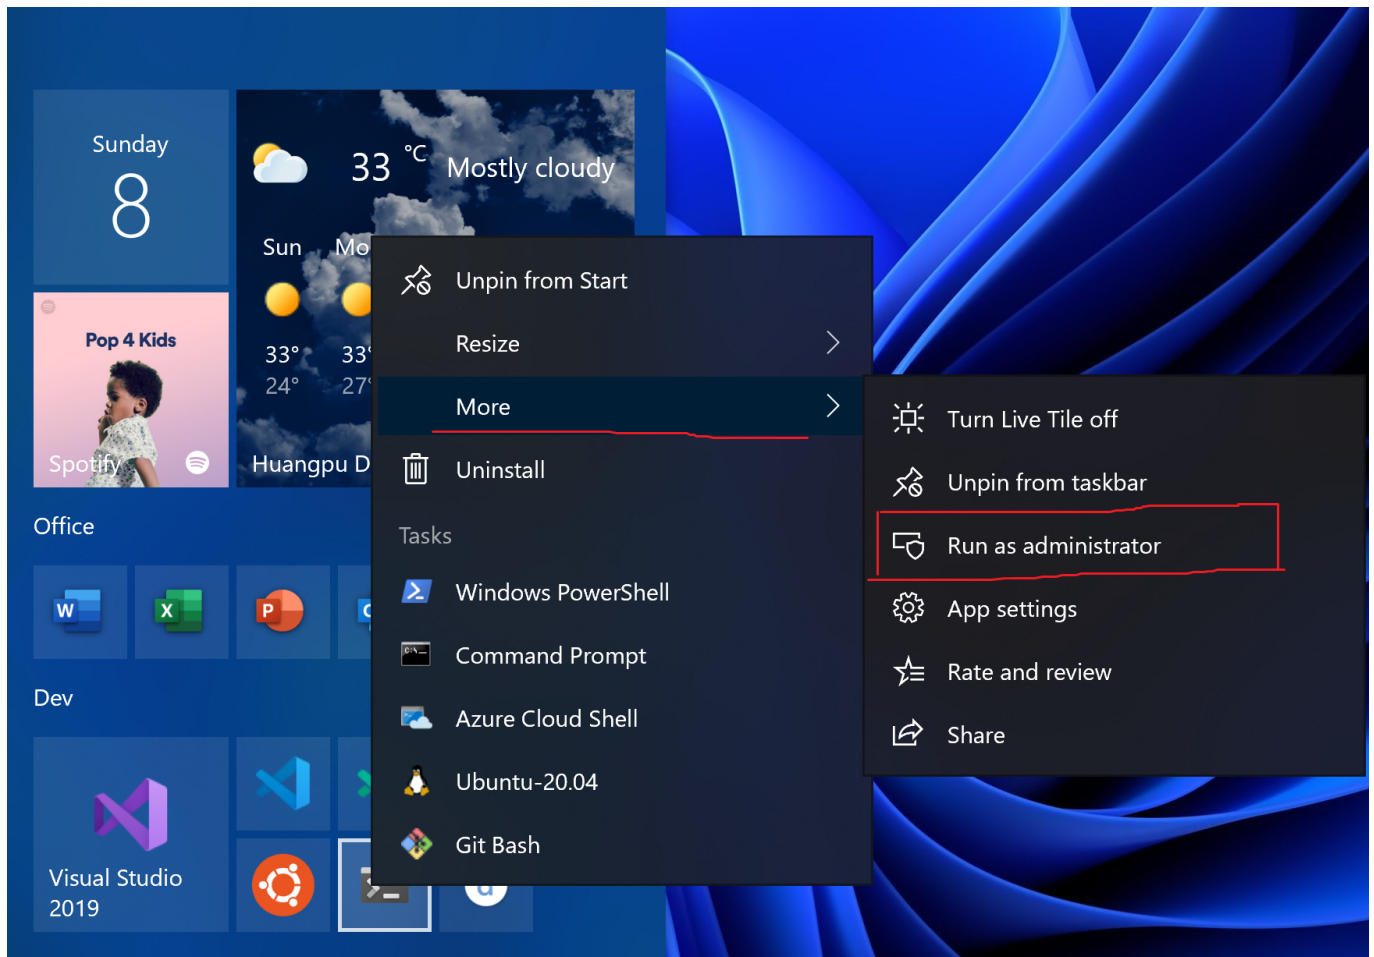 Sunday
8
33 °C Mostly cloudy
Sun
33°
24°
33°
27°
Huangpu D
Pop 4 Kids
Spotify
Office
W
X
P
Dev
Visual Studio
2019
Unpin from Start
Resize
More
Uninstall
Tasks
Windows PowerShell
Command Prompt
Azure Cloud Shell
Ubuntu-20.04
Git Bash
Turn Live Tile off
Unpin from taskbar
Run as administrator
App settings
Rate and review
Share